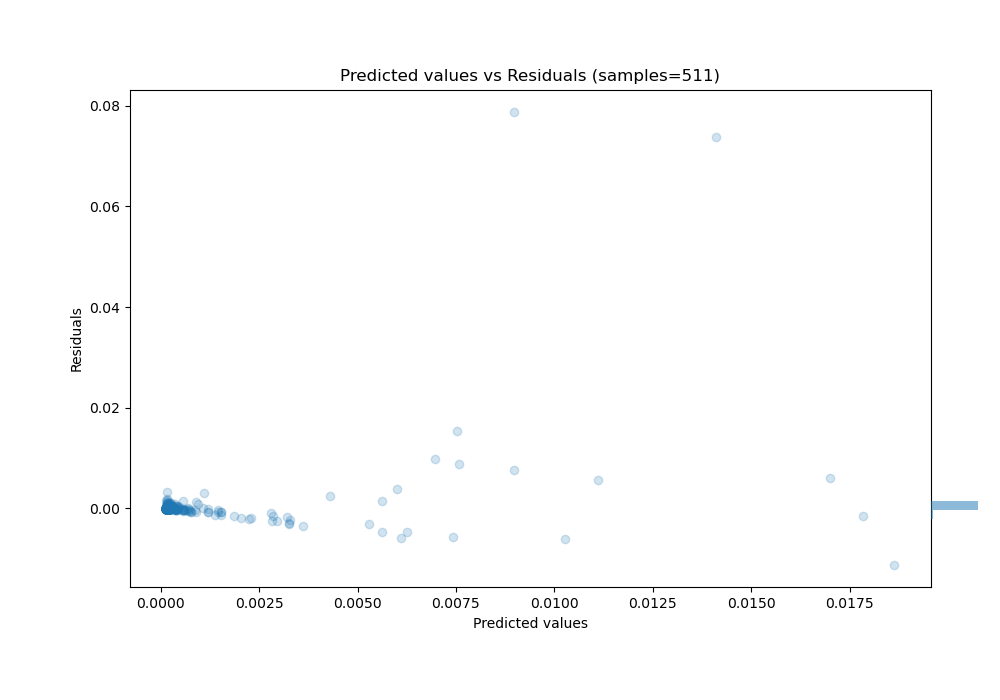 Predicted values vs Residuals (samples=511)
0.08
0.06
0.04
0.02
0.00
Residuals
0.0000 0.0025 0.0050 0.0075 0.0100 0.0125 0.0150 0.0175
Predicted values